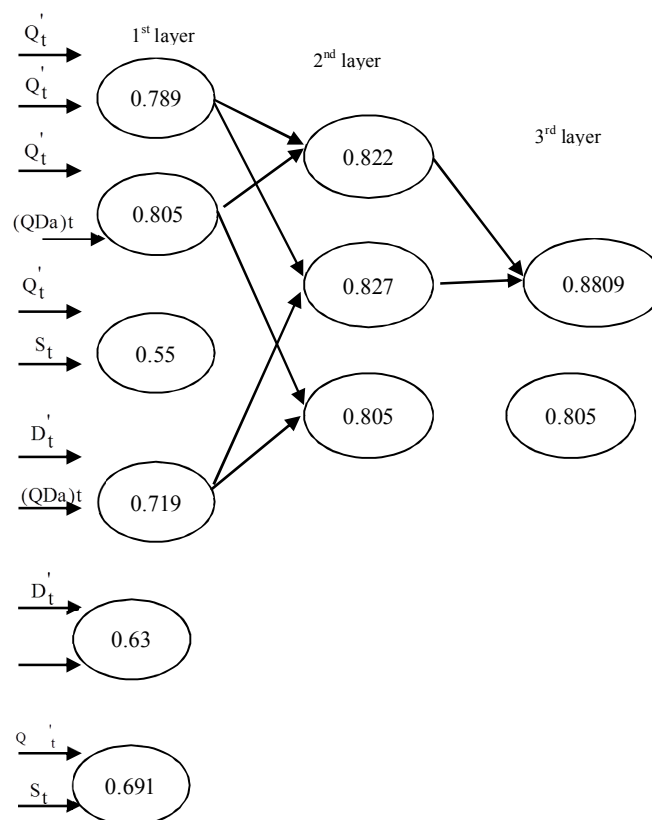 Q't
1st layer
Q't
0.789
2nd layer
Q't
0.822
3rd layer
(QDa)t
0.805
Q't
0.827
0.8809
St
0.55
D't
0.805
0.805
(QDa)t
0.719
D't
0.63
Q 't
St
0.691